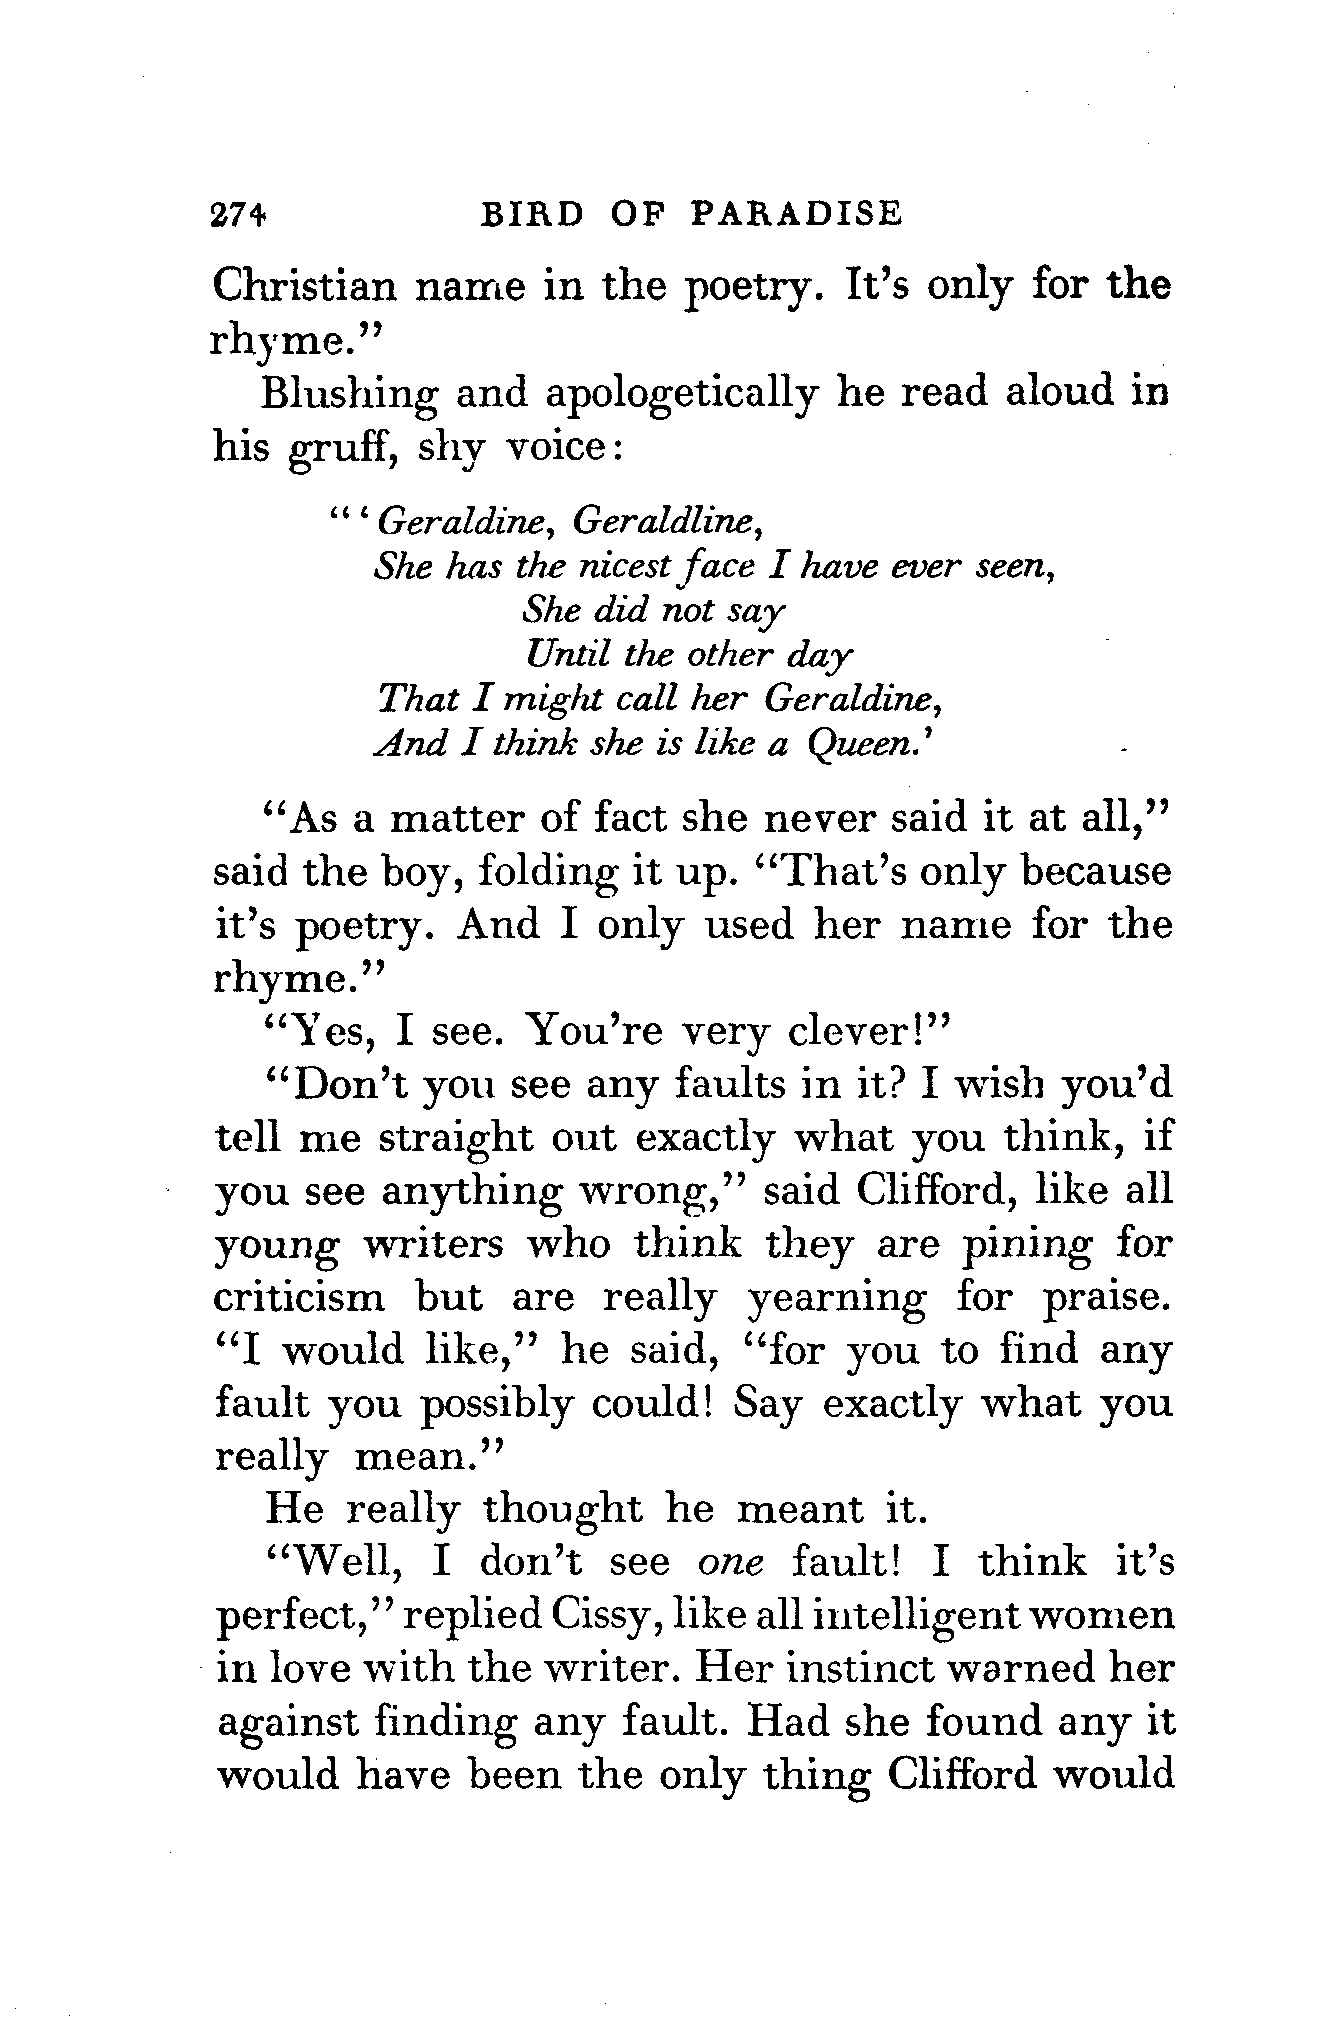 274 BIRD OF PARADISE
Christian name in the poetry. It's only for the
rhyme."
Blushing and apologetically he read aloud in
his gruff, shy voice:
"'Geraldine, Geraldline,
She has the nicest face I have ever seen,
She did not say
Until the other day
That I might call her Geraldine,
And I think she is like a Queen.'
"As a matter of fact she never said it at all,"
said the boy, folding it up. "That's only because
it's poetry. And I only used her name for the
rhyme."
"Yes, I see. You're very clever!"
"Don't you see any faults in it? I wish you'd
tell me straight out exactly what you think, if
you see anything wrong," said Clifford, like all
young writers who think they are pining for
criticism but are really yearning for praise.
"I would like," he said, "for you to find any
fault you possibly could! Say exactly what you
really mean."
He really thought he meant it.
"Well, I don't see one fault! I think it's
perfect," replied Cissy, like all intelligent women
in love with the writer. Her instinct warned her
against finding any fault. Had she found any it
would have been the only thing Clifford would